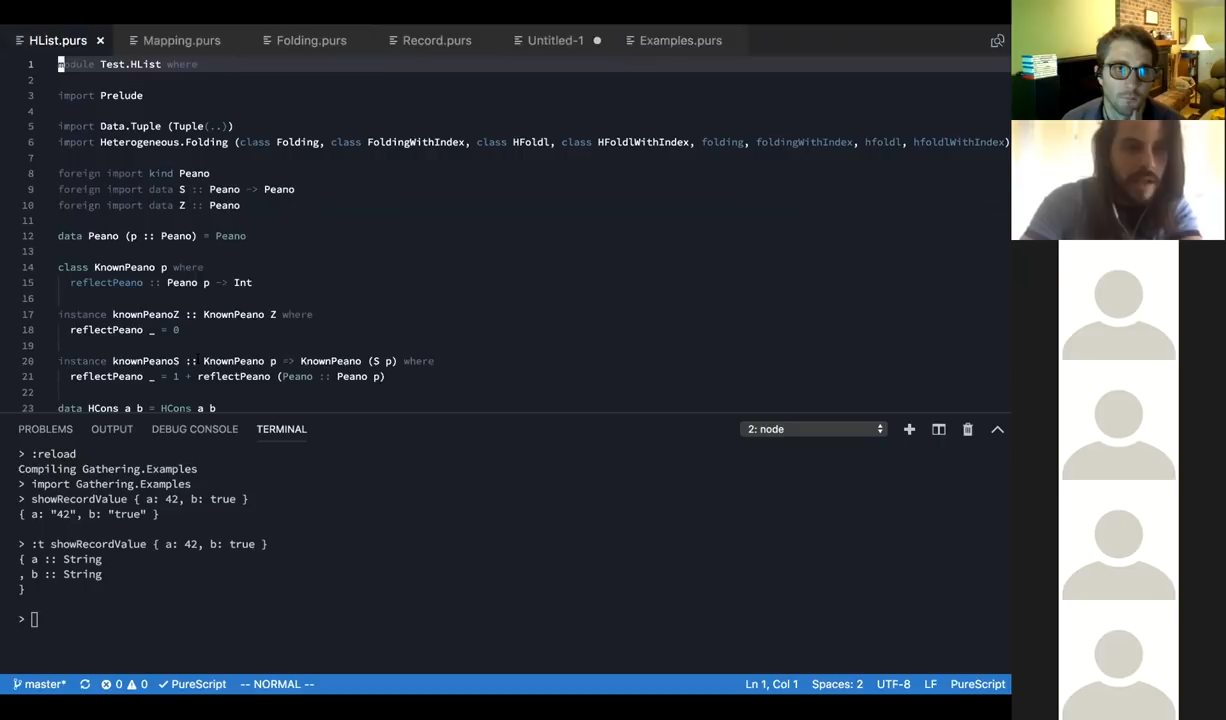 HList.purs × Mapping.purs Folding.purs Record.purs Untitled-1 Examples.purs
1 module Test.HList where
2
3 import Prelude
4
5 import Data.Tuple (Tuple(..))
6 import Heterogeneous.Folding (class Folding, class FoldingWithIndex, class HFoldl, class HFoldlWithIndex, folding, foldingWithIndex, hfoldl, hfoldlWithIndex)
7
8 foreign import kind Peano
9 foreign import data S :: Peano -> Peano
10 foreign import data Z :: Peano
11
12 data Peano (p :: Peano) = Peano
13
14 class KnownPeano p where
15 reflectPeano :: Peano p -> Int
16
17 instance knownPeanoZ :: KnownPeano Z where
18 reflectPeano _ = 0
19
20 instance knownPeanoS :: KnownPeano p => KnownPeano (S p) where
21 reflectPeano _ = 1 + reflectPeano (Peano :: Peano p)
22
23 data HCons a b = HCons a b
PROBLEMS OUTPUT DEBUG CONSOLE TERMINAL 2: node
> :reload
Compiling Gathering.Examples
> import Gathering.Examples
> showRecordValue { a: 42, b: true }
{ a: "42", b: "true" }
> :t showRecordValue { a: 42, b: true }
{ a :: String
, b :: String
}
>
master* 0 0 PureScript -- NORMAL -- Ln 1, Col 1 Spaces: 2 UTF-8 LF PureScript